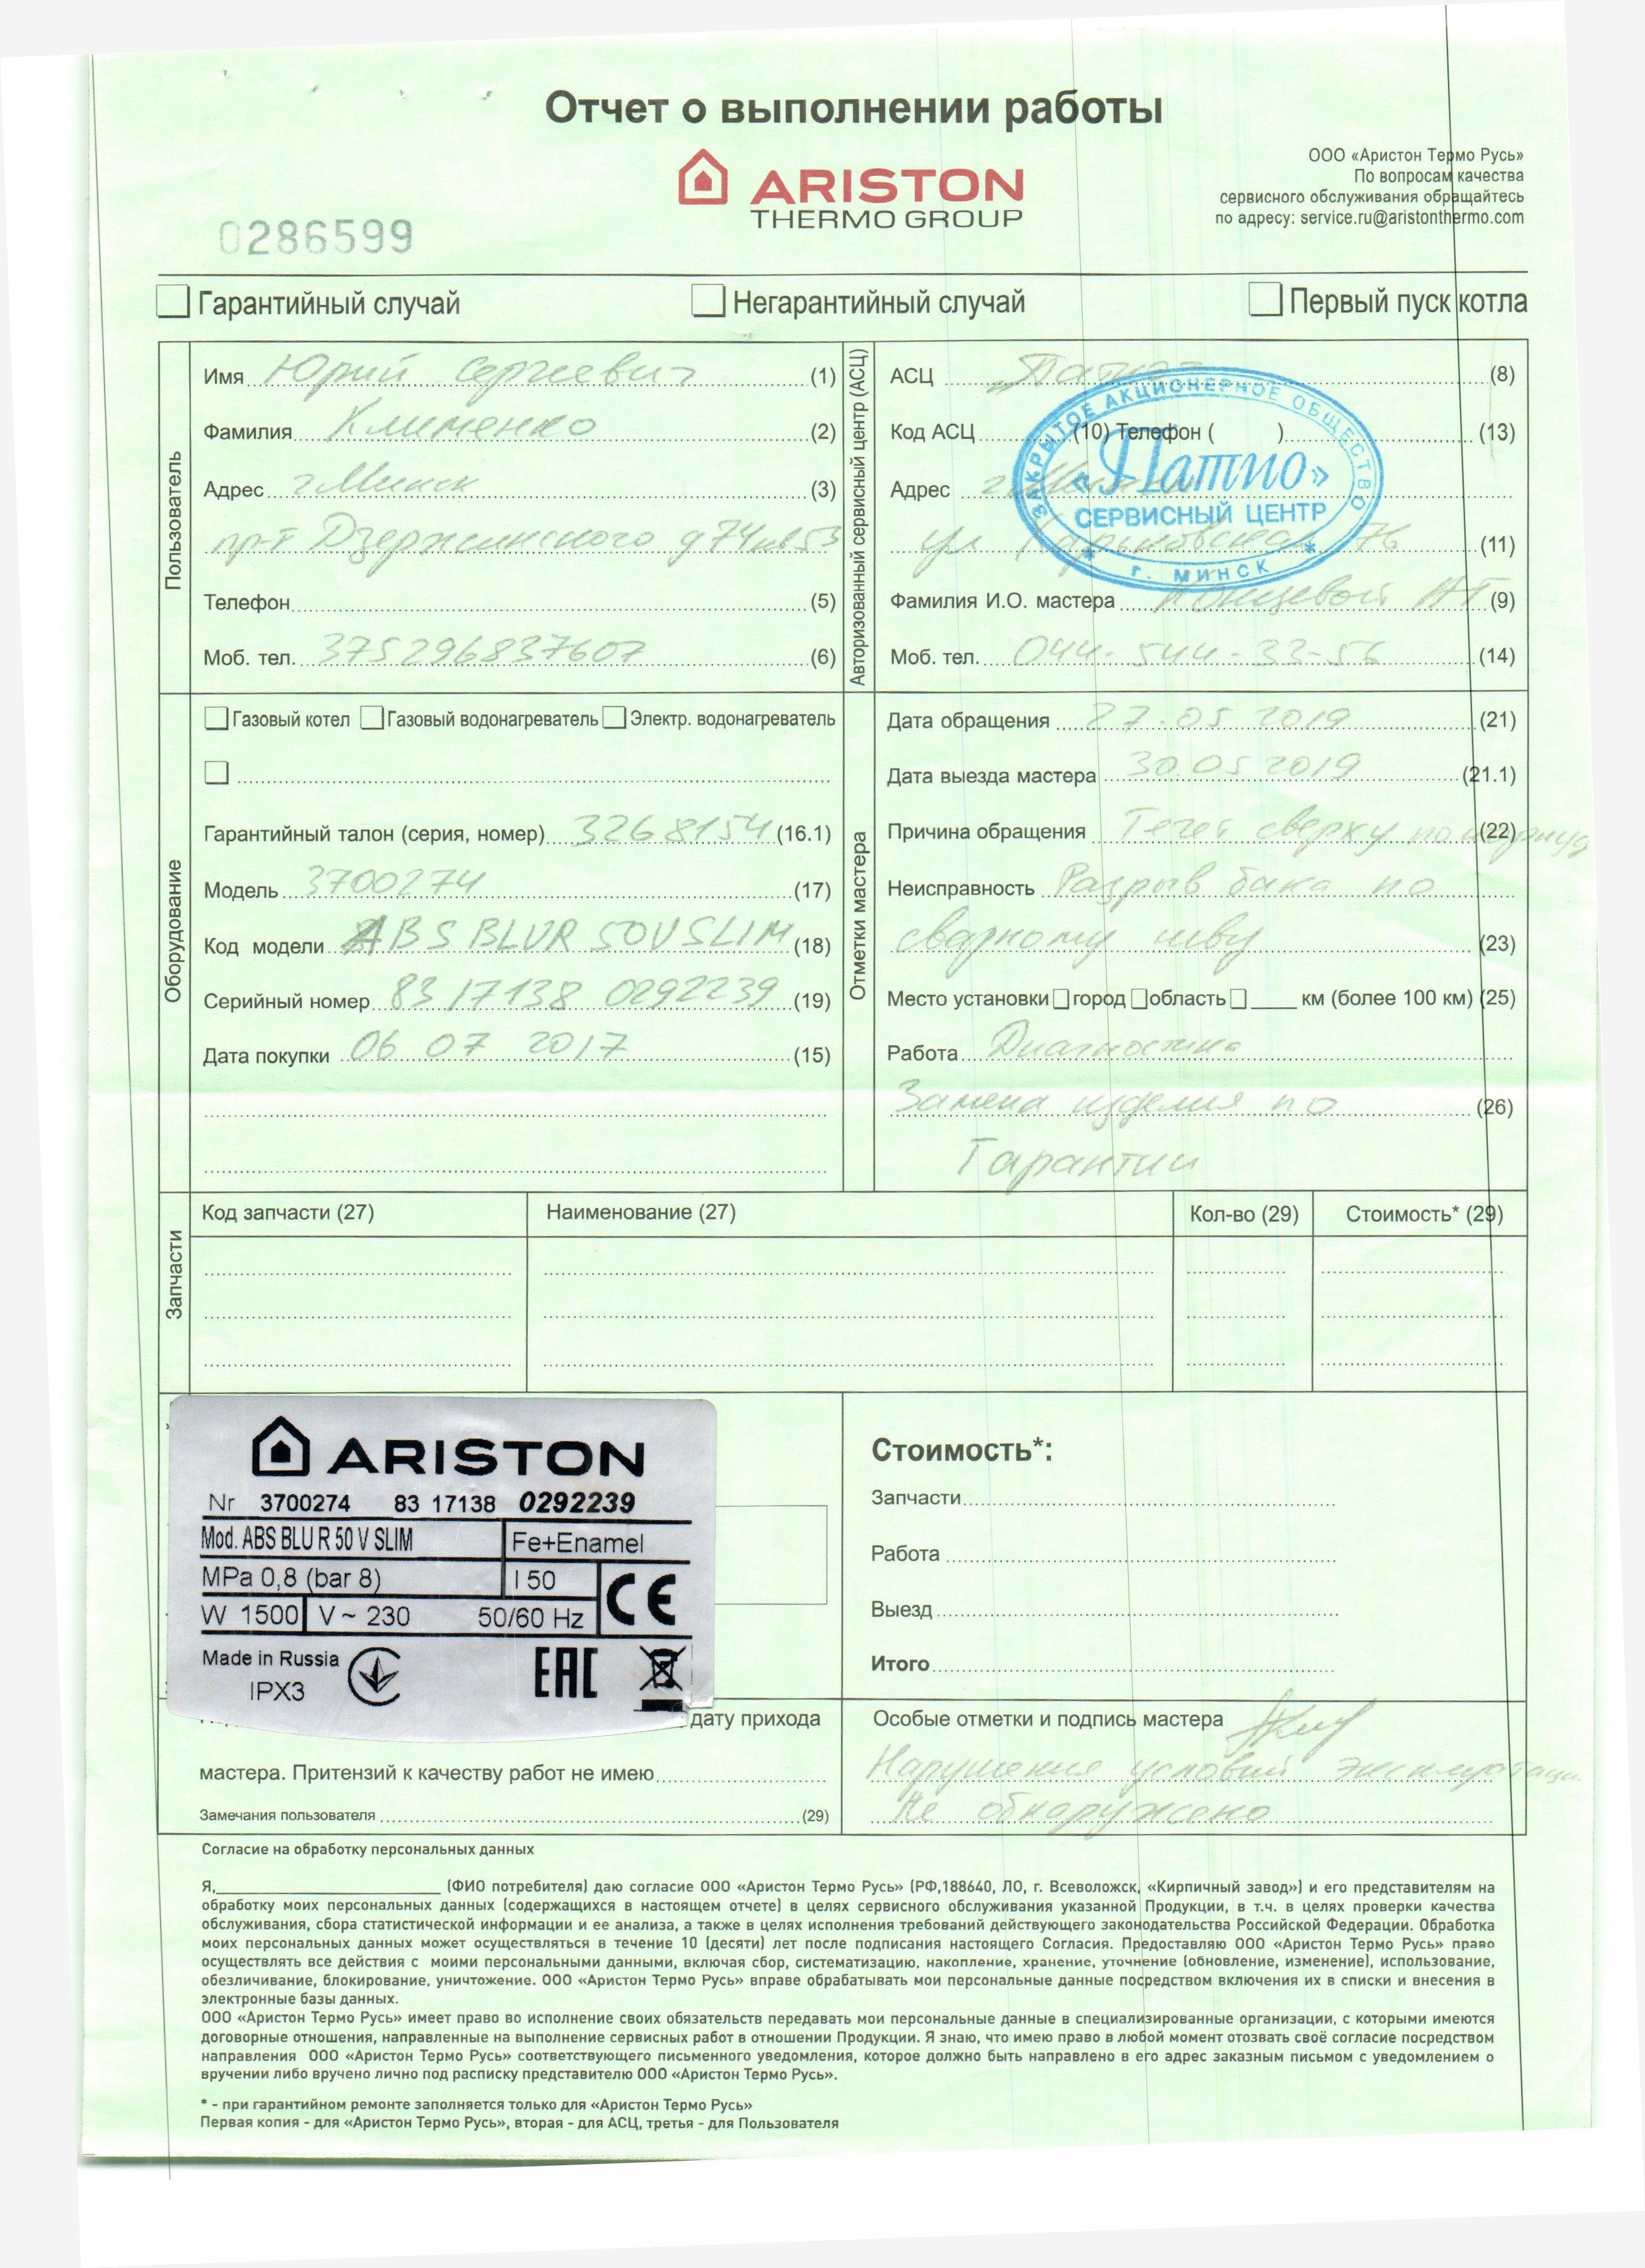 Отчет о выполнении работы
ARISTON
THERMO GROUP
ООО «Аристон Термо Русь»
По вопросам качества
сервисного обслуживания обращайтесь
по адресу: service.ru@aristonthermo.com
0286599
Гарантийный случай Негарантийный случай Первый пуск котла
Пользователь
Имя Юрий Сергеевич (1)
Фамилия Клименко (2)
Адрес г Минск (3)
пр-т Дзержинского д 74 кв 53
Телефон (5)
Моб. тел. 375296837607 (6)
Авторизованный сервисный центр (АСЦ)
АСЦ (8)
Код АСЦ (10) Телефон ( ) (13)
Адрес г
ул Харьковская 76 (11)
Фамилия И.О. мастера (9)
Моб. тел. 044-544-33-56 (14)
ЗАКРЫТОЕ АКЦИОНЕРНОЕ ОБЩЕСТВО
«Патио»
СЕРВИСНЫЙ ЦЕНТР
* г. МИНСК *
Оборудование
Газовый котел Газовый водонагреватель Электр. водонагреватель
Гарантийный талон (серия, номер) 3268154 (16.1)
Модель 3700274 (17)
Код модели ABS BLUR 50V SLIM (18)
Серийный номер 83 17138 0292239 (19)
Дата покупки 06 07 2017 (15)
Отметки мастера
Дата обращения 27.05 2019 (21)
Дата выезда мастера 30.05 2019 (21.1)
Причина обращения Течет сверху по (22)
Неисправность Разрыв бака по
сварному шву (23)
Место установки город область ____ км (более 100 км) (25)
Работа Диагностика
Замена изделия по (26)
Гарантии
Запчасти
Код запчасти (27) Наименование (27) Кол-во (29) Стоимость* (29)
ARISTON
Nr 3700274 83 17138 0292239
Mod. ABS BLU R 50 V SLIM Fe+Enamel
MPa 0,8 (bar 8) l 50
W 1500 V~ 230 50/60 Hz CE
Made in Russia
IPX3 EAC
Стоимость*:
Запчасти
Работа
Выезд
Итого
дату прихода
мастера. Притензий к качеству работ не имею
Замечания пользователя (29)
Особые отметки и подпись мастера
Нарушения условий эксплуатации
Не обнаружено
Согласие на обработку персональных данных
Я,____________________ (ФИО потребителя) даю согласие ООО «Аристон Термо Русь» (РФ,188640, ЛО, г. Всеволожск, «Кирпичный завод») и его представителям на
обработку моих персональных данных (содержащихся в настоящем отчете) в целях сервисного обслуживания указанной Продукции, в т.ч. в целях проверки качества
обслуживания, сбора статистической информации и ее анализа, а также в целях исполнения требований действующего законодательства Российской Федерации. Обработка
моих персональных данных может осуществляться в течение 10 (десяти) лет после подписания настоящего Согласия. Предоставляю ООО «Аристон Термо Русь» право
осуществлять все действия с моими персональными данными, включая сбор, систематизацию, накопление, хранение, уточнение (обновление, изменение), использование,
обезличивание, блокирование, уничтожение. ООО «Аристон Термо Русь» вправе обрабатывать мои персональные данные посредством включения их в списки и внесения в
электронные базы данных.
ООО «Аристон Термо Русь» имеет право во исполнение своих обязательств передавать мои персональные данные в специализированные организации, с которыми имеются
договорные отношения, направленные на выполнение сервисных работ в отношении Продукции. Я знаю, что имею право в любой момент отозвать своё согласие посредством
направления ООО «Аристон Термо Русь» соответствующего письменного уведомления, которое должно быть направлено в его адрес заказным письмом с уведомлением о
вручении либо вручено лично под расписку представителю ООО «Аристон Термо Русь».
* - при гарантийном ремонте заполняется только для «Аристон Термо Русь»
Первая копия - для «Аристон Термо Русь», вторая - для АСЦ, третья - для Пользователя